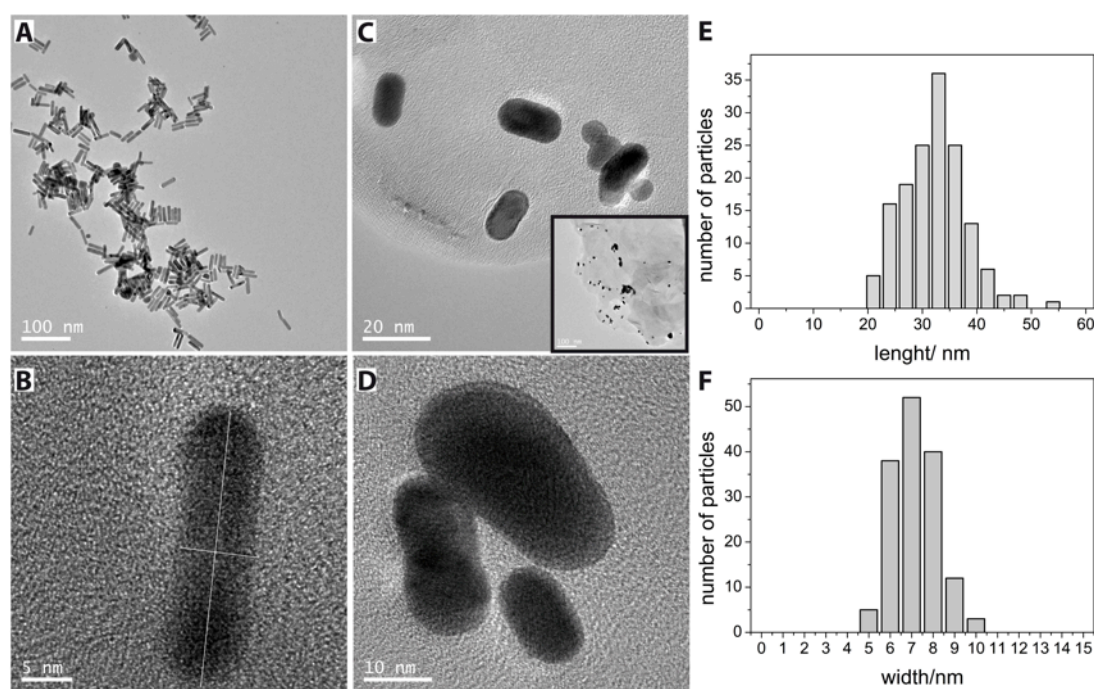 A
100 nm
B
5 nm
C
20 nm
100 nm
D
10 nm
E
number of particles
35
30
25
20
15
10
5
0
0 10 20 30 40 50 60
lenght/ nm
F
number of particles
50
40
30
20
10
0
0 1 2 3 4 5 6 7 8 9 10 11 12 13 14 15
width/nm